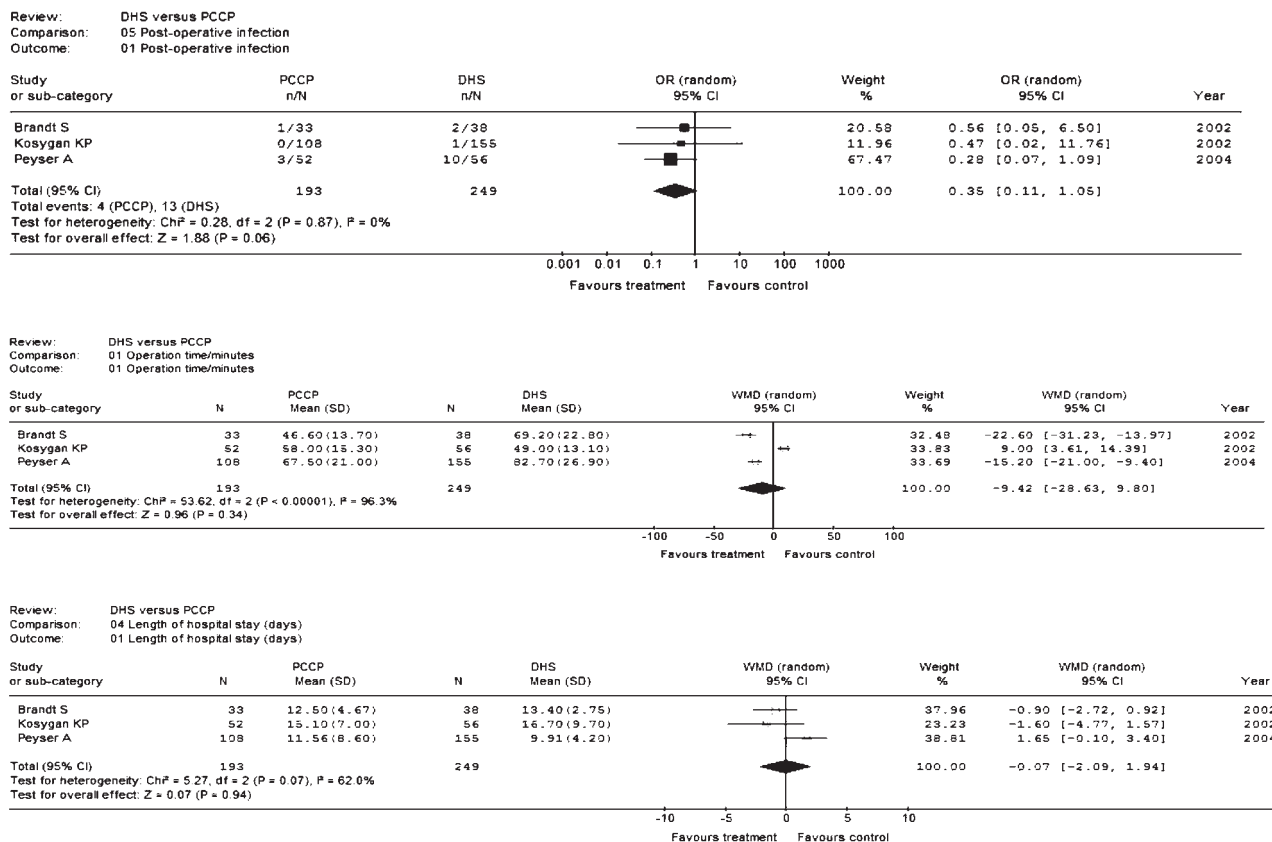 Review: DHS versus PCCP
Comparison: 05 Post-operative infection
Outcome: 01 Post-operative infection
Study PCCP DHS OR (random) Weight OR (random)
or sub-category n/N n/N 95% CI % 95% CI Year
Brandt S 1/33 2/38 20.58 0.56 [0.05, 6.50] 2002
Kosygan KP 0/108 1/155 11.96 0.47 [0.02, 11.76] 2002
Peyser A 3/52 10/56 67.47 0.28 [0.07, 1.09] 2004
Total (95% CI) 193 249 100.00 0.35 [0.11, 1.05]
Total events: 4 (PCCP), 13 (DHS)
Test for heterogeneity: Chi² = 0.28, df = 2 (P = 0.87), I² = 0%
Test for overall effect: Z = 1.88 (P = 0.06)
0.001 0.01 0.1 1 10 100 1000
Favours treatment Favours control
Review: DHS versus PCCP
Comparison: 01 Operation time/minutes
Outcome: 01 Operation time/minutes
Study PCCP DHS WMD (random) Weight WMD (random)
or sub-category N Mean (SD) N Mean (SD) 95% CI % 95% CI Year
Brandt S 33 46.60(13.70) 38 69.20(22.80) 32.48 -22.60 [-31.23, -13.97] 2002
Kosygan KP 52 58.00(15.30) 56 49.00(13.10) 33.83 9.00 [3.61, 14.39] 2002
Peyser A 108 67.50(21.00) 155 82.70(26.90) 33.69 -15.20 [-21.00, -9.40] 2004
Total (95% CI) 193 249 100.00 -9.42 [-28.63, 9.80]
Test for heterogeneity: Chi² = 53.62, df = 2 (P < 0.00001), I² = 96.3%
Test for overall effect: Z = 0.96 (P = 0.34)
-100 -50 0 50 100
Favours treatment Favours control
Review: DHS versus PCCP
Comparison: 04 Length of hospital stay (days)
Outcome: 01 Length of hospital stay (days)
Study PCCP DHS WMD (random) Weight WMD (random)
or sub-category N Mean (SD) N Mean (SD) 95% CI % 95% CI Year
Brandt S 33 12.50(4.67) 38 13.40(2.75) 37.96 -0.90 [-2.72, 0.92] 2002
Kosygan KP 52 15.10(7.00) 56 16.70(9.70) 23.23 -1.60 [-4.77, 1.57] 2002
Peyser A 108 11.56(8.60) 155 9.91(4.20) 38.81 1.65 [-0.10, 3.40] 2004
Total (95% CI) 193 249 100.00 -0.07 [-2.09, 1.94]
Test for heterogeneity: Chi² = 5.27, df = 2 (P = 0.07), I² = 62.0%
Test for overall effect: Z = 0.07 (P = 0.94)
-10 -5 0 5 10
Favours treatment Favours control